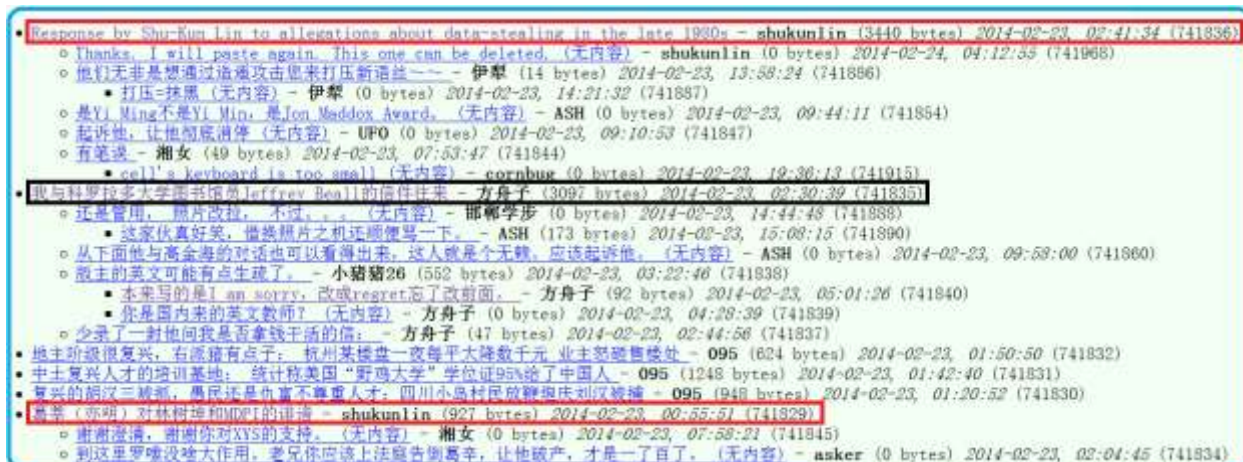 • Response by Shu-Kun Lin to allegations about data-stealing in the late 1980s - shukunlin (3440 bytes) 2014-02-23, 02:41:34 (741836)
○ Thanks. I will paste again. This one can be deleted. (无内容) - shukunlin (0 bytes) 2014-02-24, 04:12:55 (741968)
○ 他们无非是想通过造谣攻击您来打压新语丝~~ - 伊犁 (14 bytes) 2014-02-23, 13:58:24 (741886)
▪ 打压=抹黑 (无内容) - 伊犁 (0 bytes) 2014-02-23, 14:21:32 (741887)
○ 是Yi Ming不是Yi Min, 是Jon Maddox Award。 (无内容) - ASH (0 bytes) 2014-02-23, 09:44:11 (741854)
○ 起诉他, 让他彻底消停 (无内容) - UFO (0 bytes) 2014-02-23, 09:10:53 (741847)
○ 有笔误 - 湘女 (49 bytes) 2014-02-23, 07:53:47 (741844)
▪ cell's keyboard is too small (无内容) - cornbug (0 bytes) 2014-02-23, 19:36:13 (741915)
• 我与科罗拉多大学图书馆员Jeffrey Beall的信件往来 - 方舟子 (3097 bytes) 2014-02-23, 02:30:39 (741835)
○ 还是管用, 照片改拉, 不过。。。 (无内容) - 邯郸学步 (0 bytes) 2014-02-23, 14:44:48 (741888)
▪ 这家伙真好笑, 借换照片之机还顺便骂一下。 - ASH (173 bytes) 2014-02-23, 15:08:15 (741890)
○ 从下面他与高金海的对话也可以看得出来, 这人就是个无赖, 应该起诉他。 (无内容) - ASH (0 bytes) 2014-02-23, 09:58:00 (741860)
○ 版主的英文可能有点生疏了。 - 小猪猪26 (552 bytes) 2014-02-23, 03:22:46 (741838)
▪ 本来写的是I am sorry, 改成regret忘了改前面。 - 方舟子 (92 bytes) 2014-02-23, 05:01:26 (741840)
▪ 你是国内来的英文教师? (无内容) - 方舟子 (0 bytes) 2014-02-23, 04:28:39 (741839)
○ 少录了一封他问我是否拿钱干活的信: - 方舟子 (47 bytes) 2014-02-23, 02:44:56 (741837)
• 地主阶级很复兴, 右派猪有点子: 杭州某楼盘一夜每平大降数千元 业主怒砸售楼处 - 095 (624 bytes) 2014-02-23, 01:50:50 (741832)
• 中土复兴人才的培训基地: 统计称美国“野鸡大学”学位证95%给了中国人 - 095 (1248 bytes) 2014-02-23, 01:42:40 (741831)
• 复兴的胡汉三被抓, 愚民还是也富不尊重人才: 四川小岛村民放鞭炮庆刘汉被捕 - 095 (948 bytes) 2014-02-23, 01:20:52 (741830)
• 葛莘 (亦明) 对林树坤和MDPI的诽谤 - shukunlin (927 bytes) 2014-02-23, 00:55:51 (741829)
○ 谢谢澄清, 谢谢你对XYS的支持。 (无内容) - 湘女 (0 bytes) 2014-02-23, 07:58:21 (741845)
○ 到这里罗嗦没啥大作用, 老兄你应该上法庭告倒葛莘, 让他破产, 才是一了百了。 (无内容) - asker (0 bytes) 2014-02-23, 02:04:45 (741834)